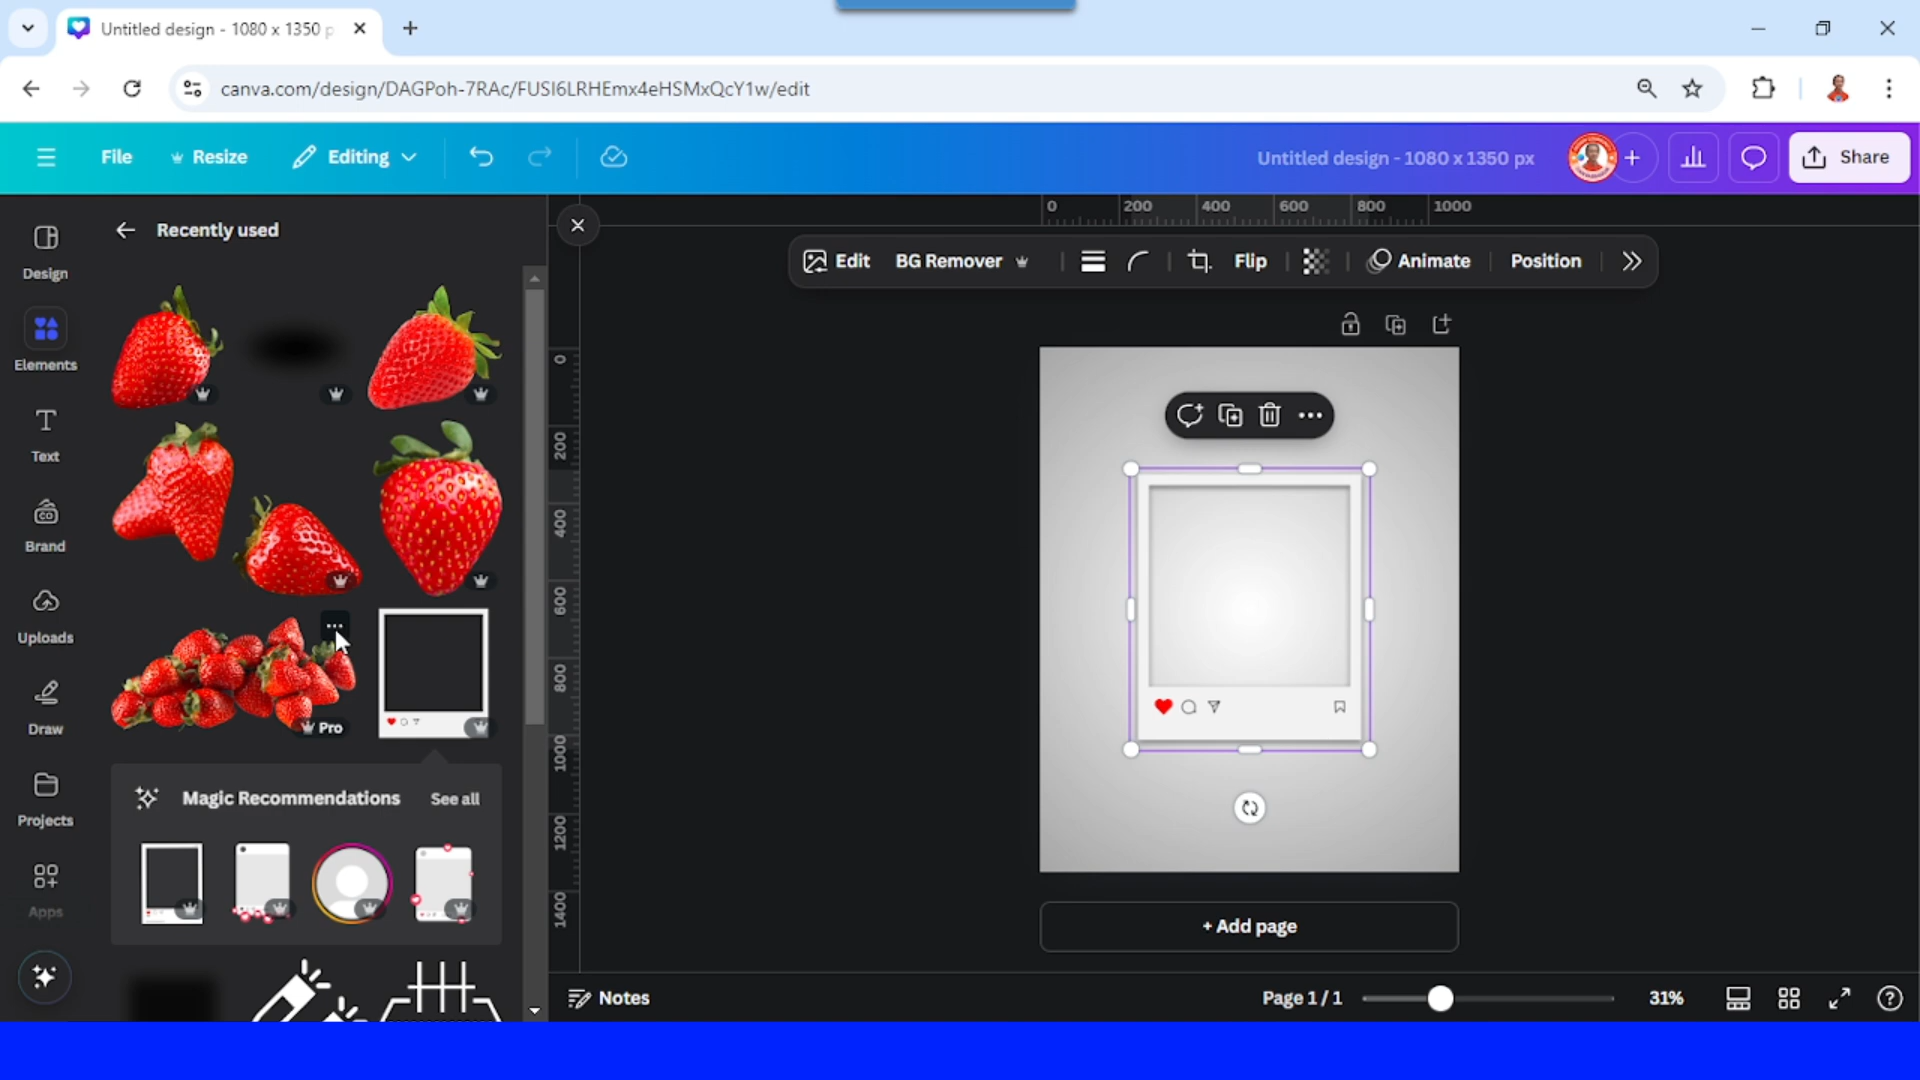 Untitled design - 1080 x 1350 p
canva.com/design/DAGPoh-7RAc/FUSI6LRHEmx4eHSMxQcY1w/edit
File
Resize
Editing
Untitled design - 1080 x 1350 px
Share
Design
Elements
Text
Brand
Uploads
Draw
Projects
Apps
Recently used
CO
Pro
Magic Recommendations
See all
0 200 400 600 800 1000
Edit
BG Remover
Flip
Animate
Position
0
200
400
600
800
1000
1200
1400
+ Add page
Notes
Page 1 / 1
31%